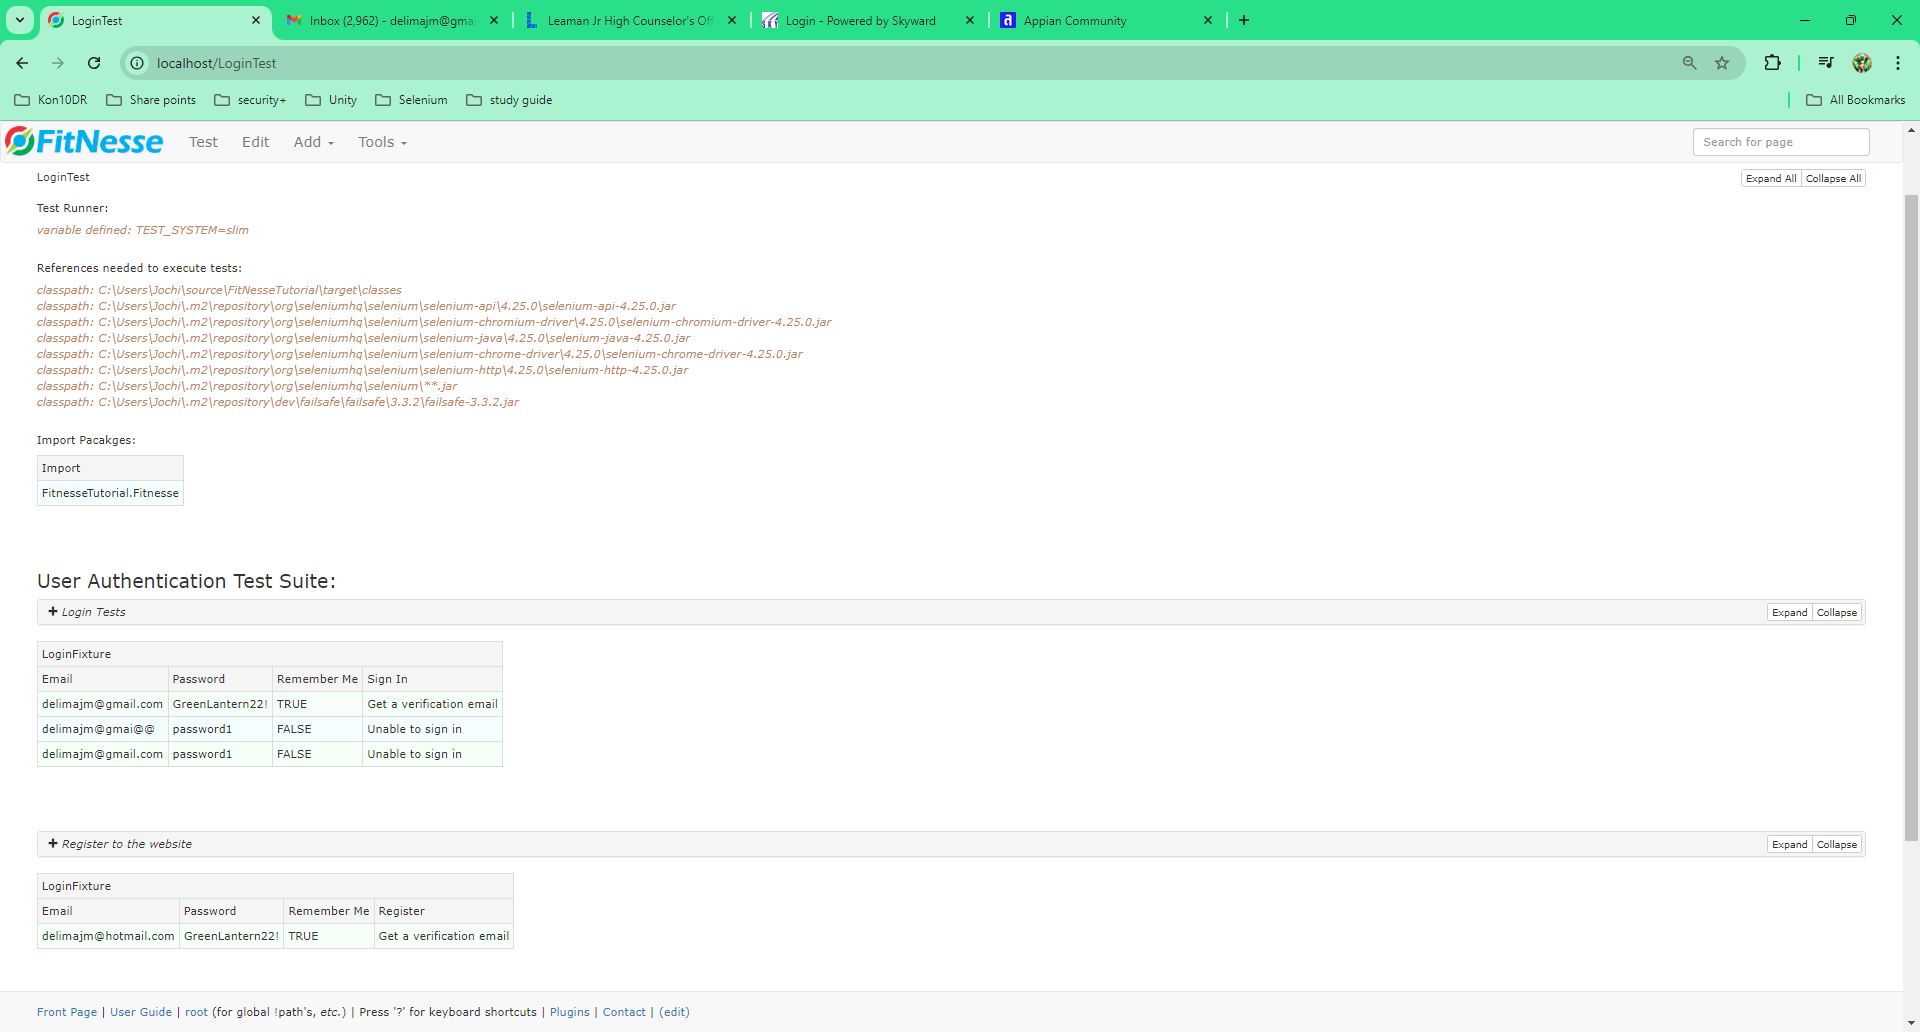 LoginTest
Inbox (2,962) - delimajm@gmai
Leaman Jr High Counselor's Off
Login - Powered by Skyward
Appian Community
localhost/LoginTest
Kon10DR
Share points
security+
Unity
Selenium
study guide
All Bookmarks
FitNesse
Test
Edit
Add
Tools
Search for page
LoginTest
Expand All
Collapse All
Test Runner:
variable defined: TEST_SYSTEM=slim
References needed to execute tests:
classpath: C:\Users\Jochi\source\FitNesseTutorial\target\classes
classpath: C:\Users\Jochi\.m2\repository\org\seleniumhq\selenium\selenium-api\4.25.0\selenium-api-4.25.0.jar
classpath: C:\Users\Jochi\.m2\repository\org\seleniumhq\selenium\selenium-chromium-driver\4.25.0\selenium-chromium-driver-4.25.0.jar
classpath: C:\Users\Jochi\.m2\repository\org\seleniumhq\selenium\selenium-java\4.25.0\selenium-java-4.25.0.jar
classpath: C:\Users\Jochi\.m2\repository\org\seleniumhq\selenium\selenium-chrome-driver\4.25.0\selenium-chrome-driver-4.25.0.jar
classpath: C:\Users\Jochi\.m2\repository\org\seleniumhq\selenium\selenium-http\4.25.0\selenium-http-4.25.0.jar
classpath: C:\Users\Jochi\.m2\repository\org\seleniumhq\selenium\**.jar
classpath: C:\Users\Jochi\.m2\repository\dev\failsafe\failsafe\3.3.2\failsafe-3.3.2.jar
Import Pacakges:
Import
FitnesseTutorial.Fitnesse
User Authentication Test Suite:
Login Tests
Expand
Collapse
LoginFixture
Email Password Remember Me Sign In
delimajm@gmail.com GreenLantern22! TRUE Get a verification email
delimajm@gmai@@ password1 FALSE Unable to sign in
delimajm@gmail.com password1 FALSE Unable to sign in
Register to the website
Expand
Collapse
LoginFixture
Email Password Remember Me Register
delimajm@hotmail.com GreenLantern22! TRUE Get a verification email
Front Page | User Guide | root (for global !path's, etc.) | Press '?' for keyboard shortcuts | Plugins | Contact | (edit)